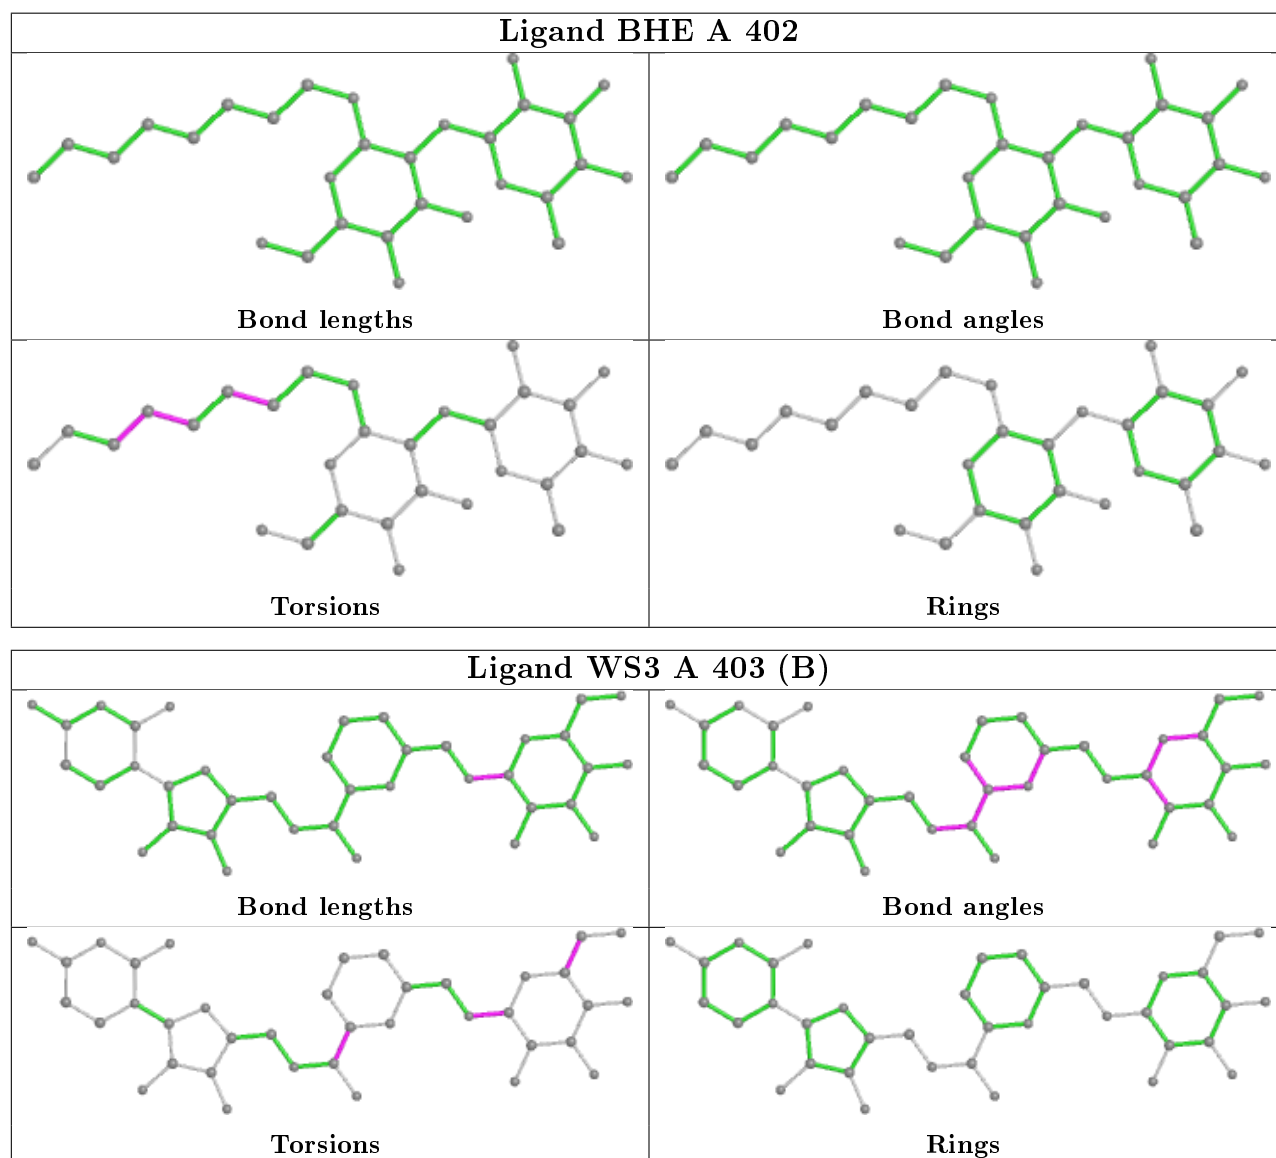 Ligand BHE A 402
Bond lengths
Bond angles
Torsions
Rings
Ligand WS3 A 403 (B)
Bond lengths
Bond angles
Torsions
Rings